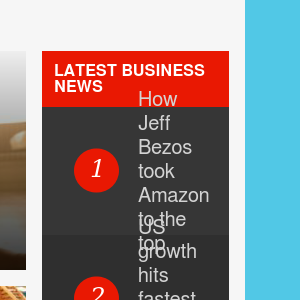 LATEST BUSINESS
NEWS
1
How
Jeff
Bezos
took
Amazon
to the
top
2
US
growth
hits
fastest